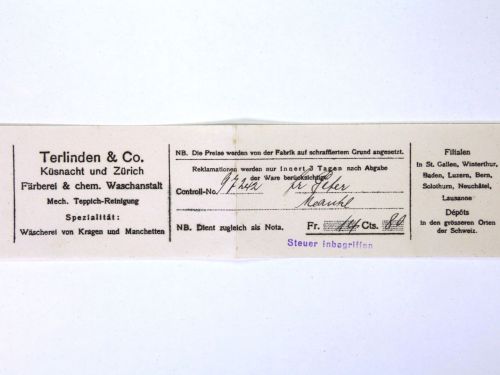 Terlinden & Co.
Küsnacht und Zürich
Färberei & chem. Waschanstalt
Mech. Teppich-Reinigung
Spezialität:
Wäscherei von Kragen und Manchetten
NB. Die Preise werden von der Fabrik auf schraffiertem Grund angesetzt.
Reklamationen werden nur innert 3 Tagen nach Abgabe
der Ware berücksichtigt.
Controll-No.
NB. Dient zugleich als Nota. Fr. 14 Cts. 80
Steuer inbegriffen
Filialen
in St. Gallen, Winterthur,
Baden, Luzern, Bern,
Solothurn, Neuchâtel,
Lausanne
Dépôts
in den grösseren Orten
der Schweiz.